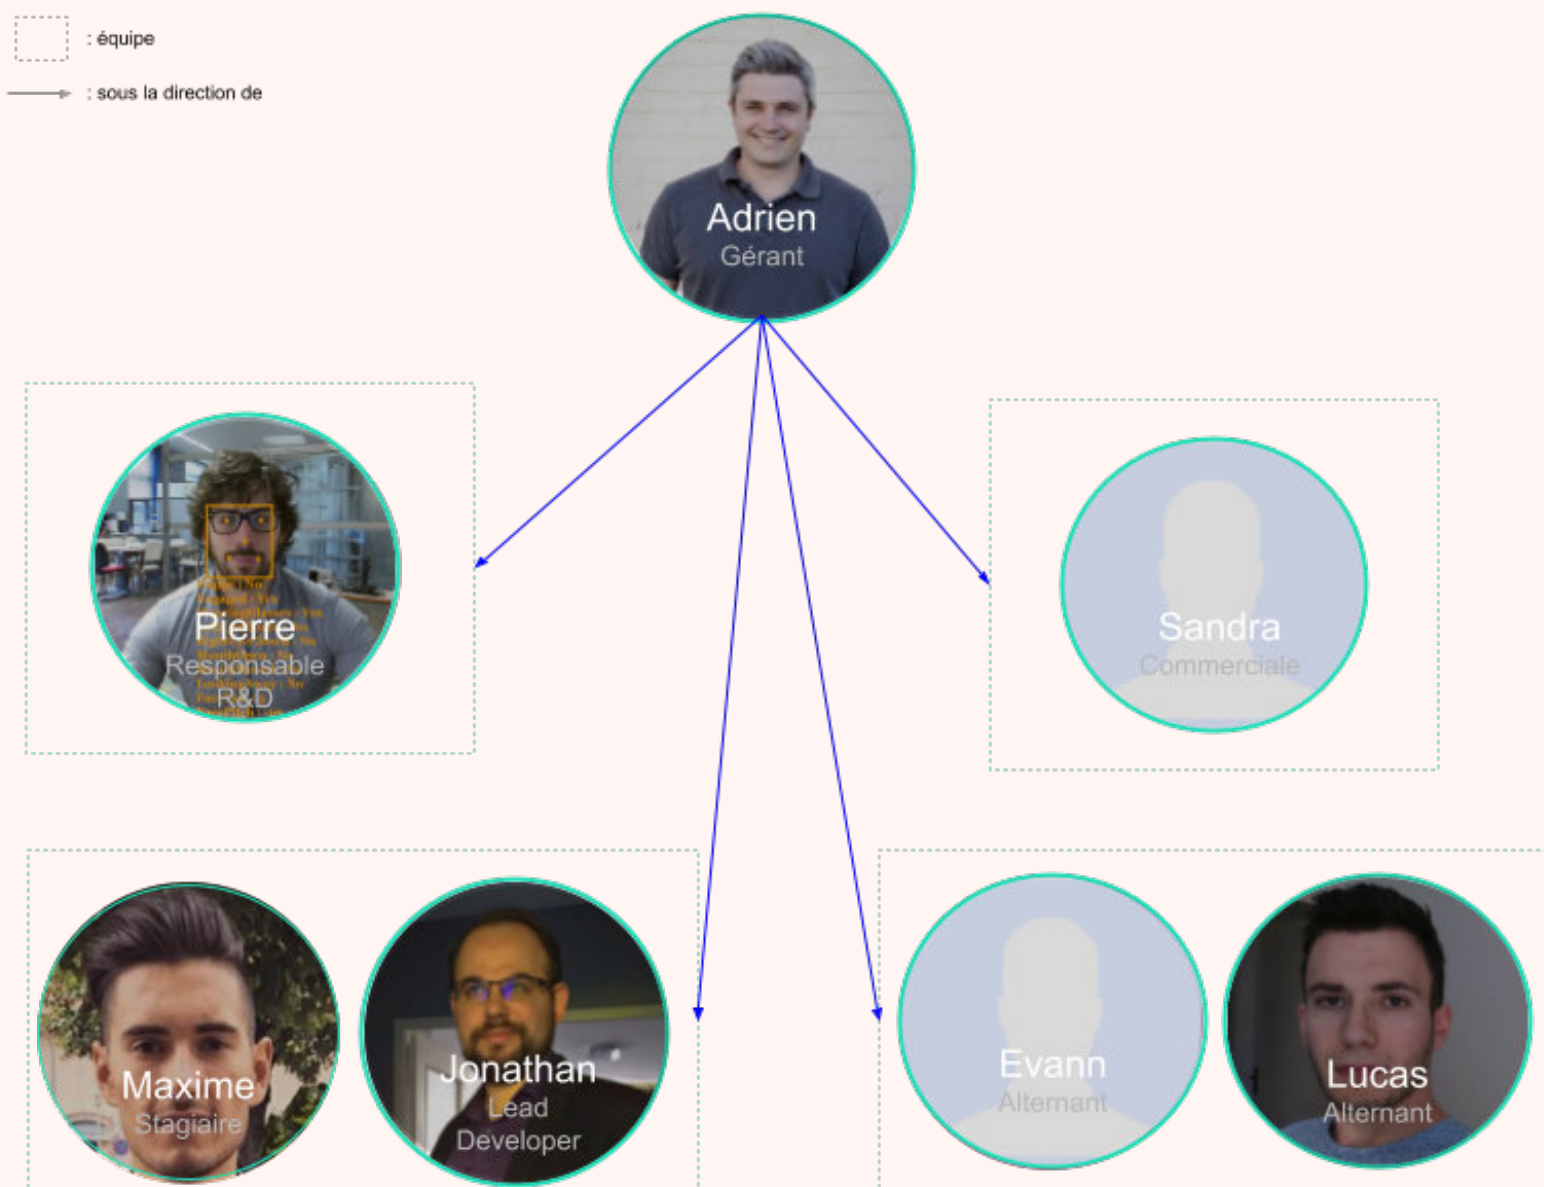 : équipe
: sous la direction de
Adrien
Gérant
Pierre
Responsable
R&D
Sandra
Commerciale
Maxime
Stagiaire
Jonathan
Lead
Developer
Evann
Alternant
Lucas
Alternant